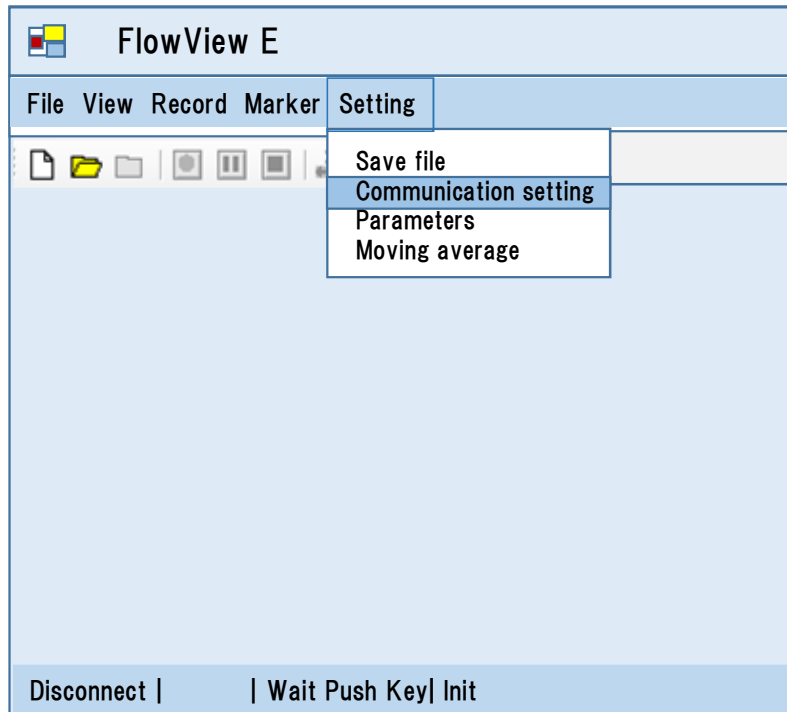 FlowView E
File View Record Marker Setting
Save file
Communication setting
Parameters
Moving average
Disconnect | | Wait Push Key| Init